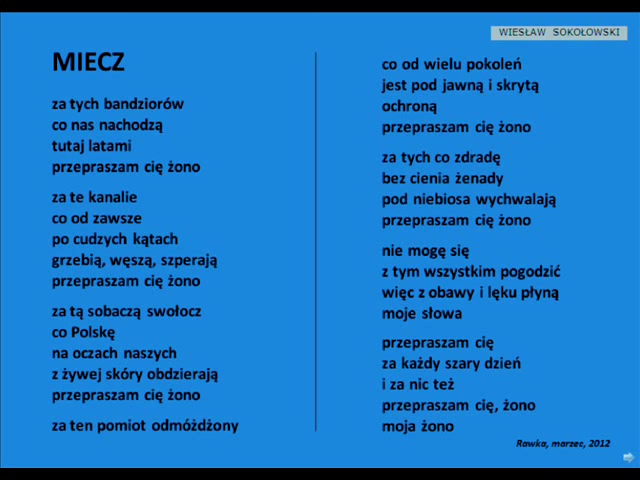 WIESŁAW SOKOŁOWSKI
MIECZ
za tych bandziorów
co nas nachodzą
tutaj latami
przepraszam cię żono
za te kanalie
co od zawsze
po cudzych kątach
grzebią, węszą, szperają
przepraszam cię żono
za tą sobaczą swołocz
co Polskę
na oczach naszych
z żywej skóry obdzierają
przepraszam cię żono
za ten pomiot odmóżdżony
co od wielu pokoleń
jest pod jawną i skrytą
ochroną
przepraszam cię żono
za tych co zdradę
bez cienia żenady
pod niebiosa wychwalają
przepraszam cię żono
nie mogę się
z tym wszystkim pogodzić
więc z obawy i lęku płyną
moje słowa
przepraszam cię
za każdy szary dzień
i za nic też
przepraszam cię, żono
moja żono
Rawka, marzec, 2012